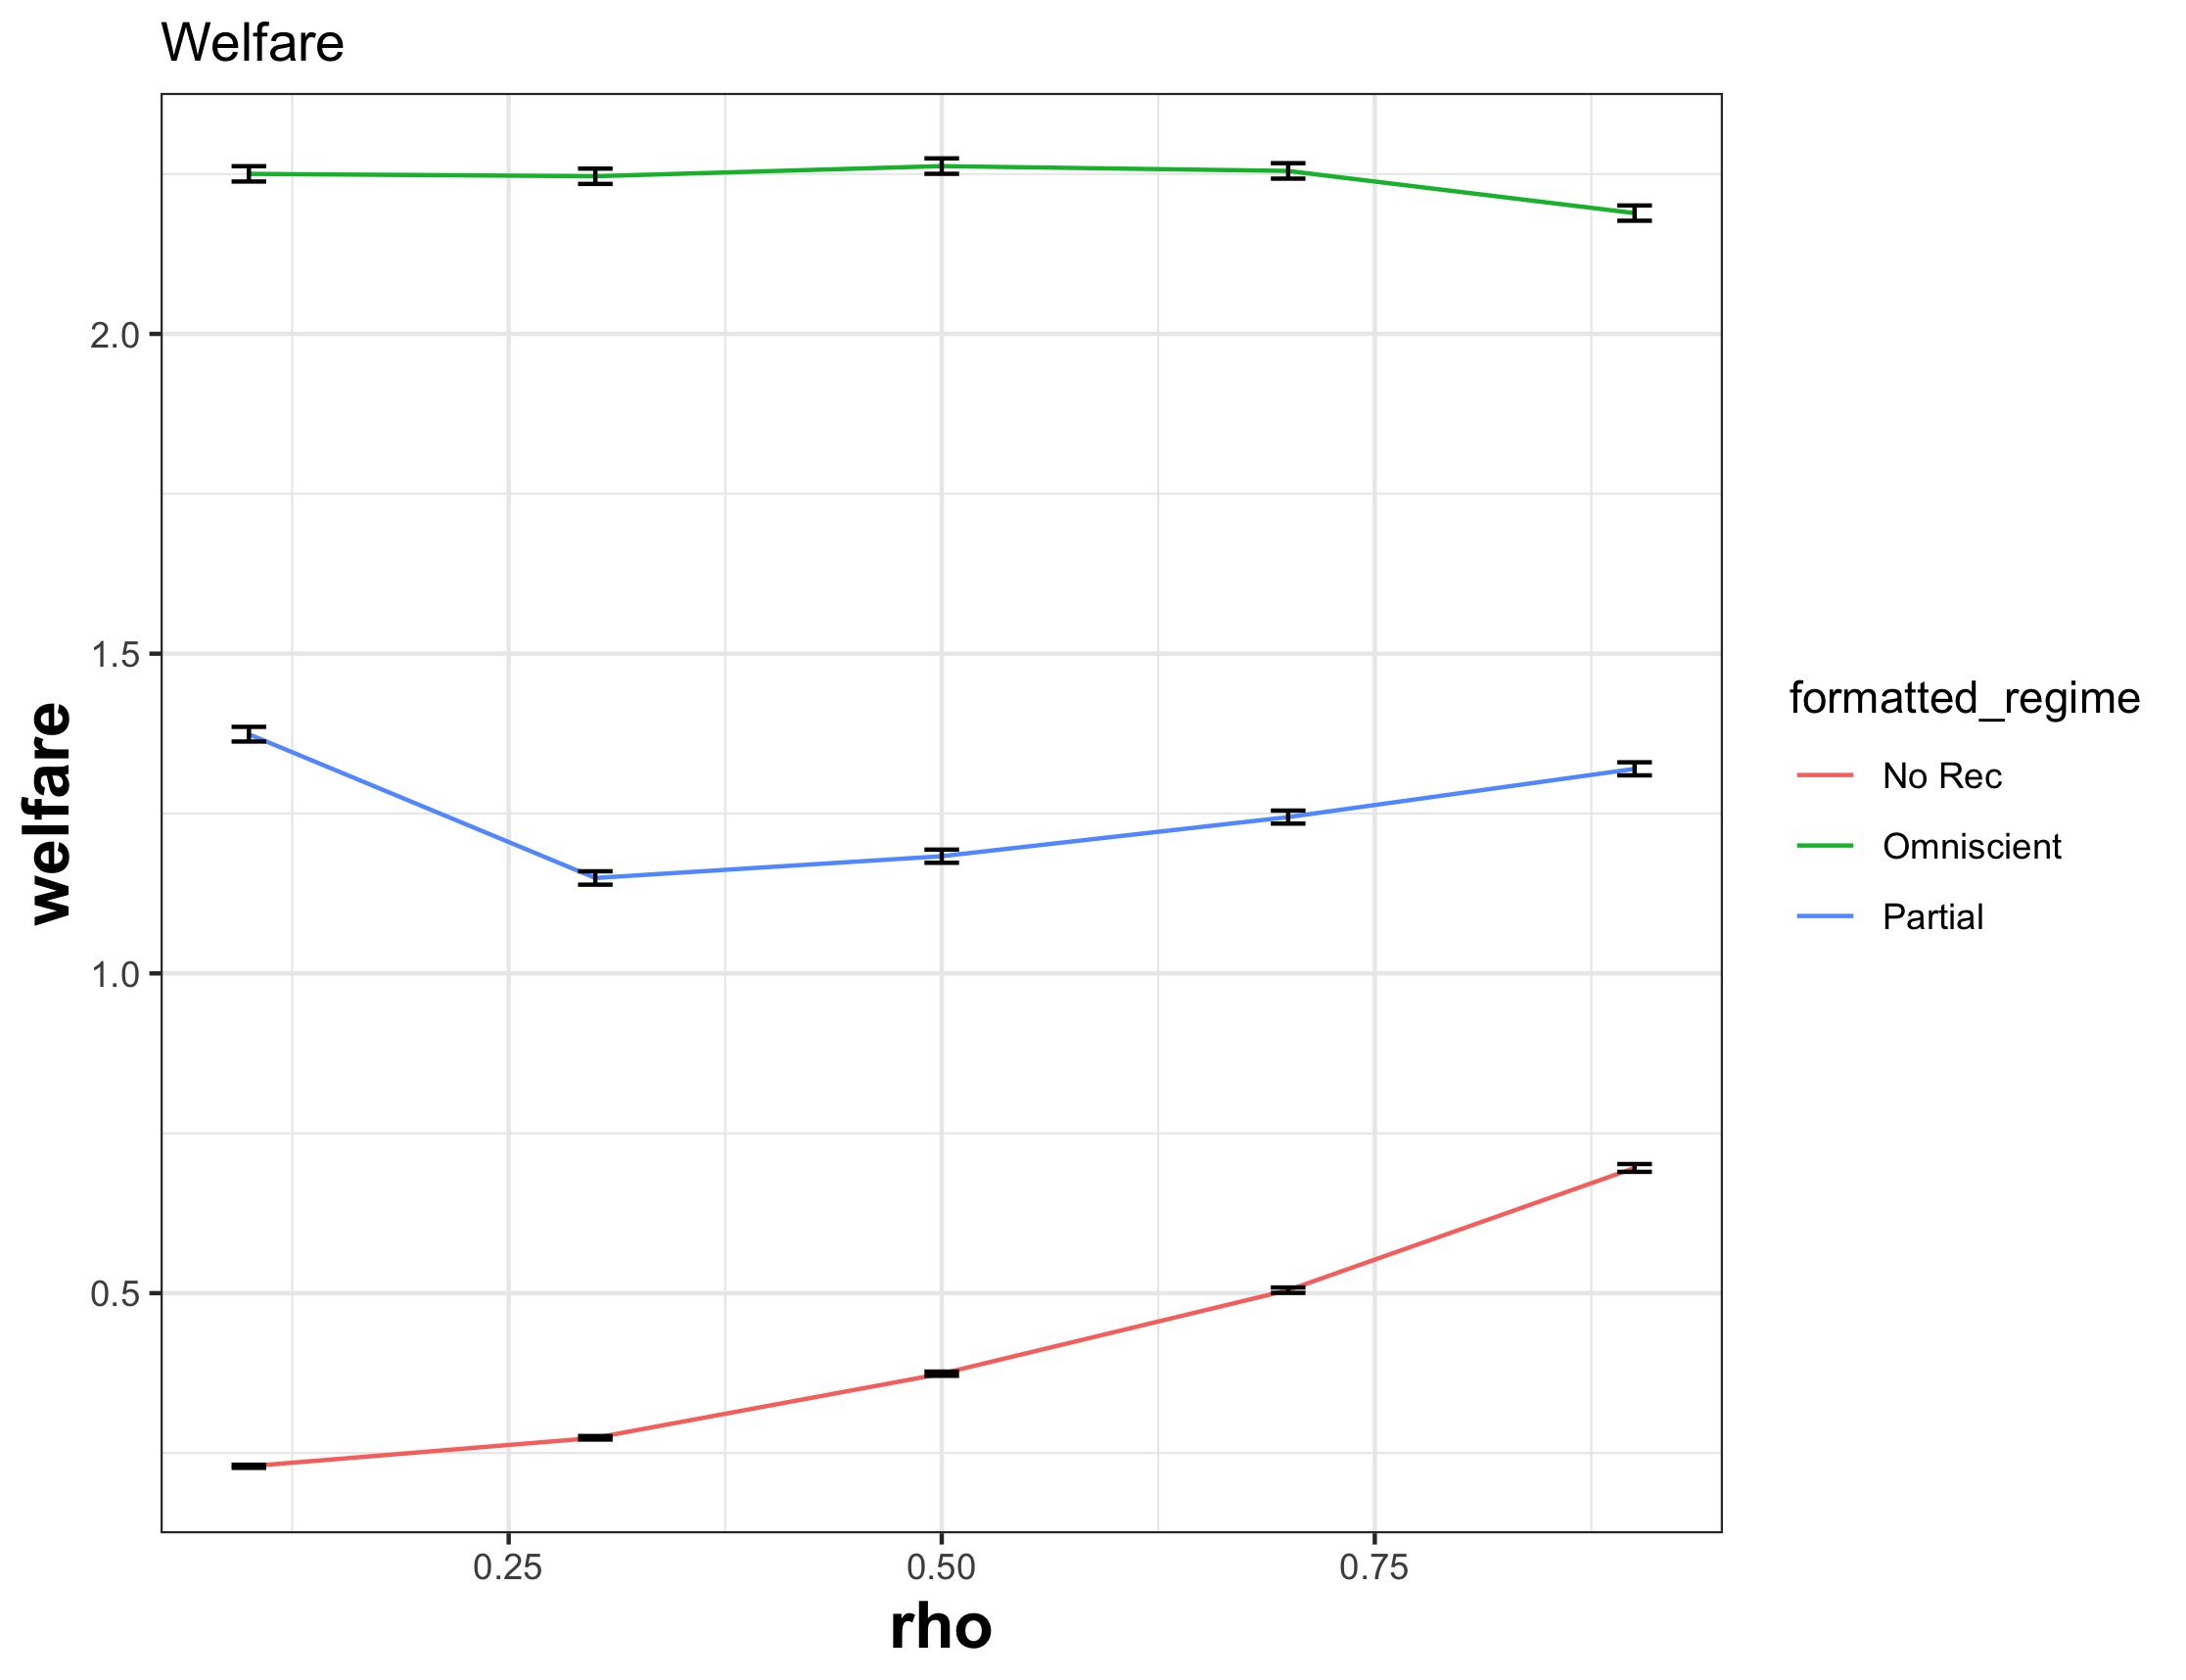 Welfare
welfare
2.0
1.5
1.0
0.5
0.25
0.50
0.75
rho
formatted_regime
No Rec
Omniscient
Partial